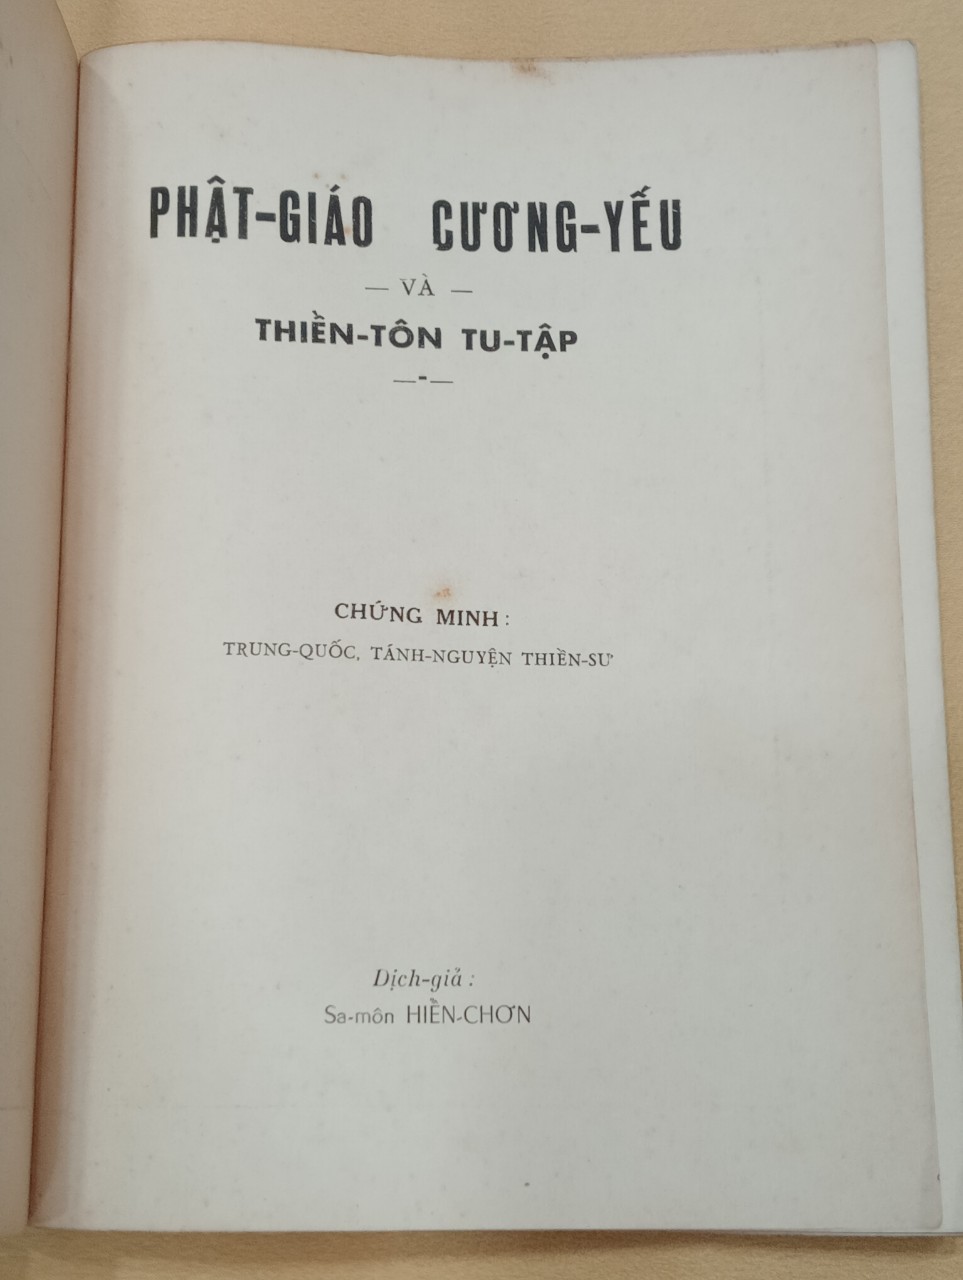 PHẬT-GIÁO CƯƠNG-YẾU
— VÀ —
THIỀN-TÔN TU-TẬP
—-—
CHỨNG MINH :
TRUNG-QUỐC, TÁNH-NGUYỆN THIỀN-SƯ
Dịch-giả :
Sa-môn HIỀN-CHƠN